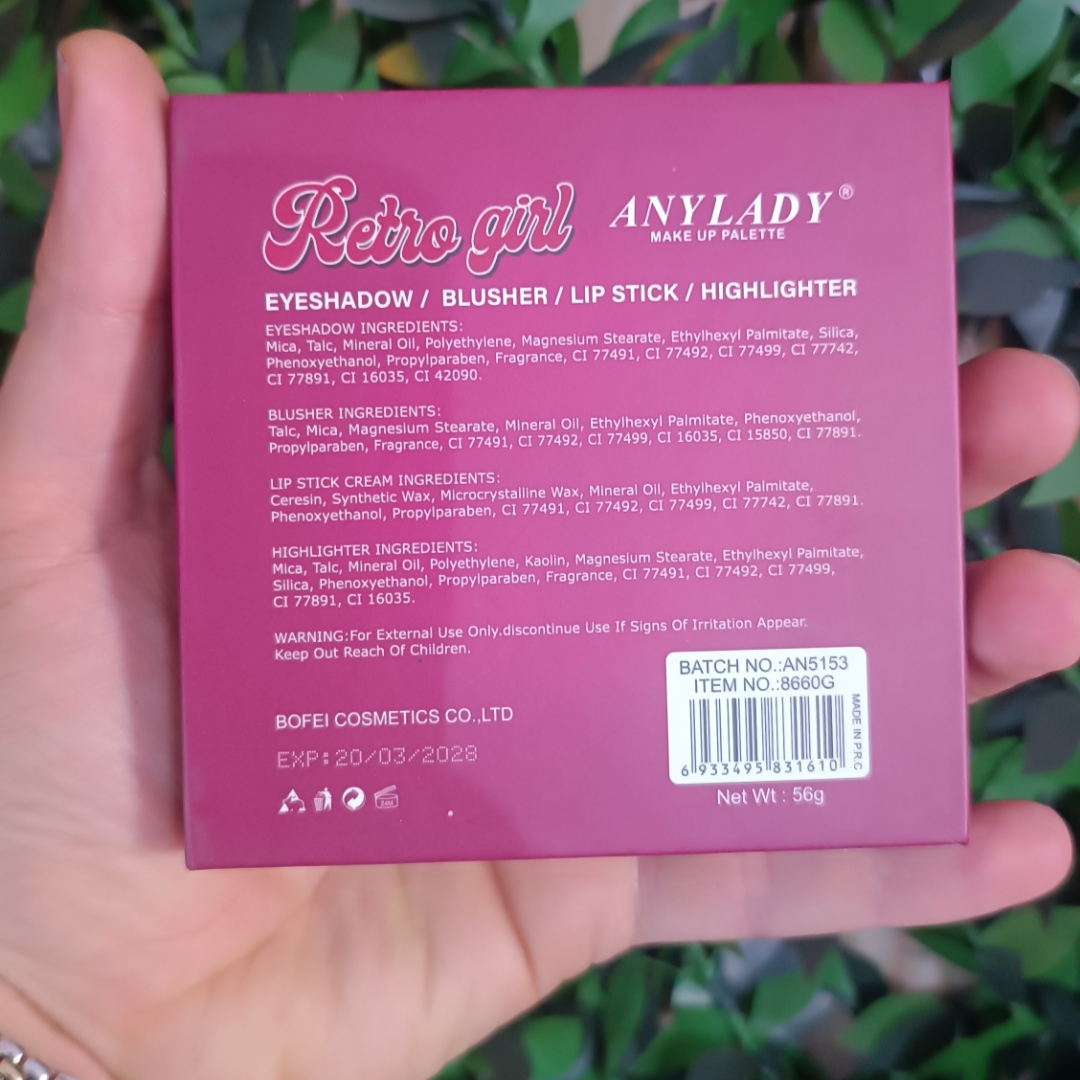 Retro girl
ANYLADY®
MAKE UP PALETTE
EYESHADOW / BLUSHER / LIP STICK / HIGHLIGHTER
EYESHADOW INGREDIENTS:
Mica, Talc, Mineral Oil, Polyethylene, Magnesium Stearate, Ethylhexyl Palmitate, Silica,
Phenoxyethanol, Propylparaben, Fragrance, CI 77491, CI 77492, CI 77499, CI 77742,
CI 77891, CI 16035, CI 42090.
BLUSHER INGREDIENTS:
Talc, Mica, Magnesium Stearate, Mineral Oil, Ethylhexyl Palmitate, Phenoxyethanol,
Propylparaben, Fragrance, CI 77491, CI 77492, CI 77499, CI 16035, CI 15850, CI 77891.
LIP STICK CREAM INGREDIENTS:
Ceresin, Synthetic Wax, Microcrystalline Wax, Mineral Oil, Ethylhexyl Palmitate,
Phenoxyethanol, Propylparaben, CI 77491, CI 77492, CI 77499, CI 77742, CI 77891.
HIGHLIGHTER INGREDIENTS:
Mica, Talc, Mineral Oil, Polyethylene, Kaolin, Magnesium Stearate, Ethylhexyl Palmitate,
Silica, Phenoxyethanol, Propylparaben, Fragrance, CI 77491, CI 77492, CI 77499,
CI 77891, CI 16035.
WARNING:For External Use Only.discontinue Use If Signs Of Irritation Appear.
Keep Out Reach Of Children.
BOFEI COSMETICS CO.,LTD
EXP:20/03/2028
24M
BATCH NO.:AN5153
ITEM NO.:8660G
MADE IN P.R.C
6 933495 831610
Net Wt : 56g